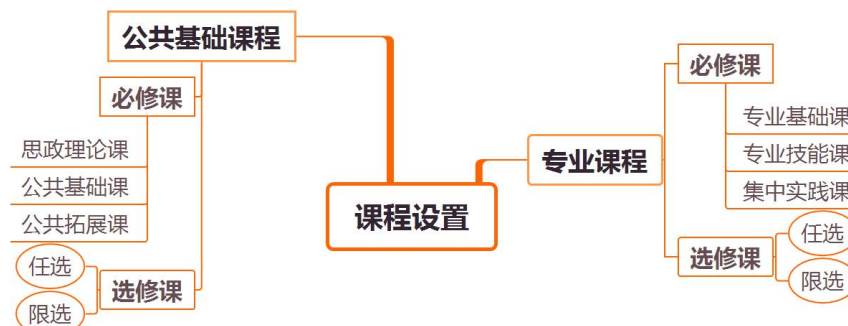 课程设置
公共基础课程
必修课
思政理论课
公共基础课
公共拓展课
选修课
任选
限选
专业课程
必修课
专业基础课
专业技能课
集中实践课
选修课
任选
限选